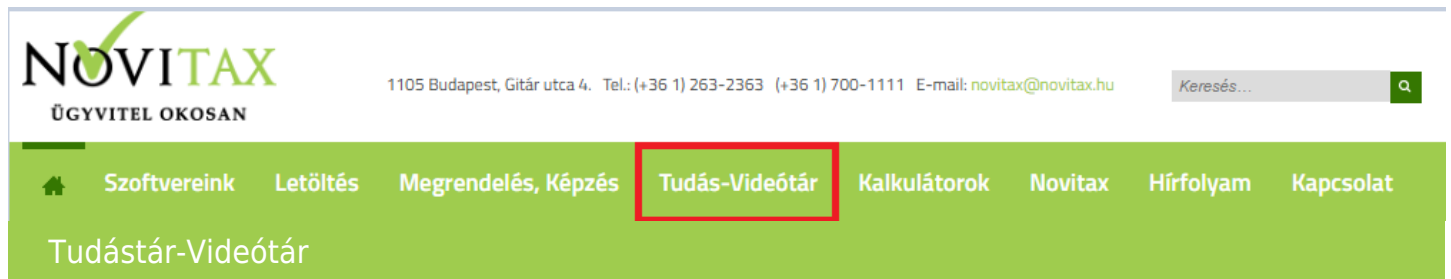 NOVITAX
ÜGYVITEL OKOSAN
1105 Budapest, Gitár utca 4. Tel.: (+36 1) 263-2363 (+36 1) 700-1111 E-mail: novitax@novitax.hu
Keresés...
Szoftvereink Letöltés Megrendelés, Képzés Tudás-Videótár Kalkulátorok Novitax Hírfolyam Kapcsolat
Tudástár-Videótár